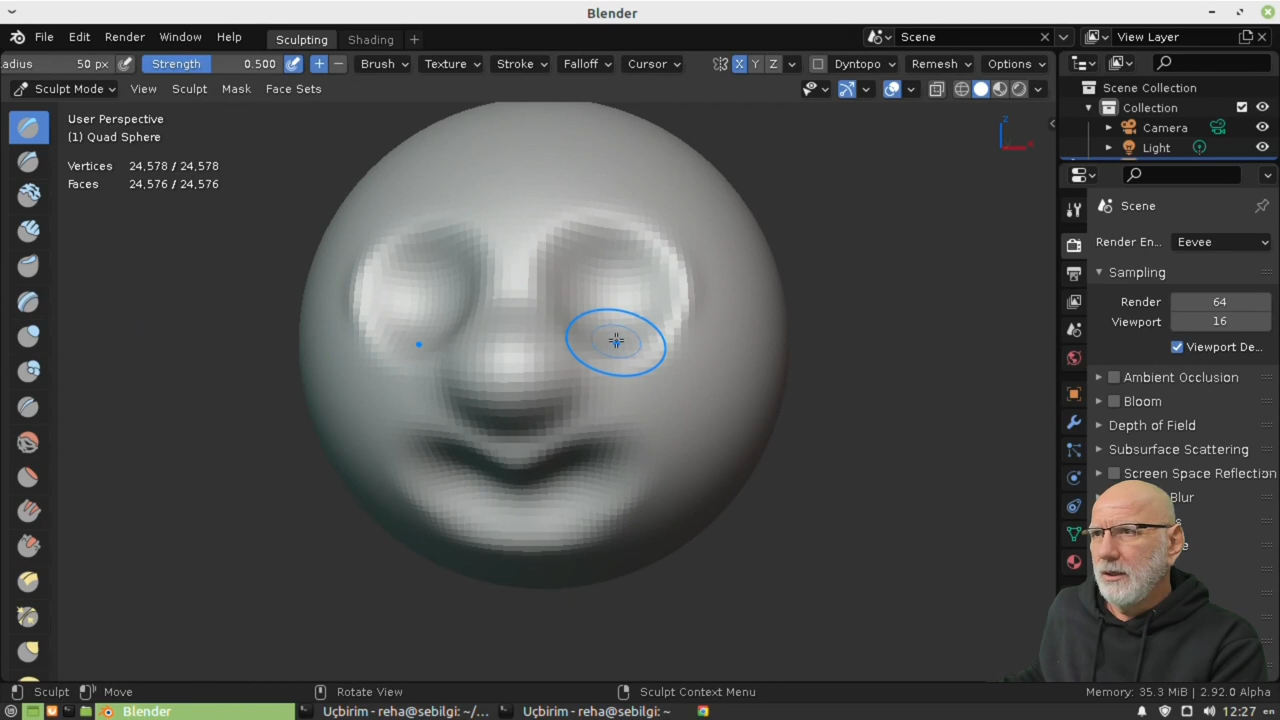 Blender
File Edit Render Window Help Sculpting Shading + Scene View Layer
adius 50 px Strength 0.500 Brush Texture Stroke Falloff Cursor X Y Z Dyntopo Remesh Options
Sculpt Mode View Sculpt Mask Face Sets
Scene Collection
Collection
Camera
Light
User Perspective
(1) Quad Sphere
Vertices 24,578 / 24,578
Faces 24,576 / 24,576
Z
Scene
Render En... Eevee
Sampling
Render 64
Viewport 16
Viewport De...
Ambient Occlusion
Bloom
Depth of Field
Subsurface Scattering
Screen Space Reflection
Blur
Sculpt Move Rotate View Sculpt Context Menu Memory: 35.3 MiB | 2.92.0 Alpha
Blender Uçbirim - reha@sebilgi: ~/... Uçbirim - reha@sebilgi: ~ 12:27 en